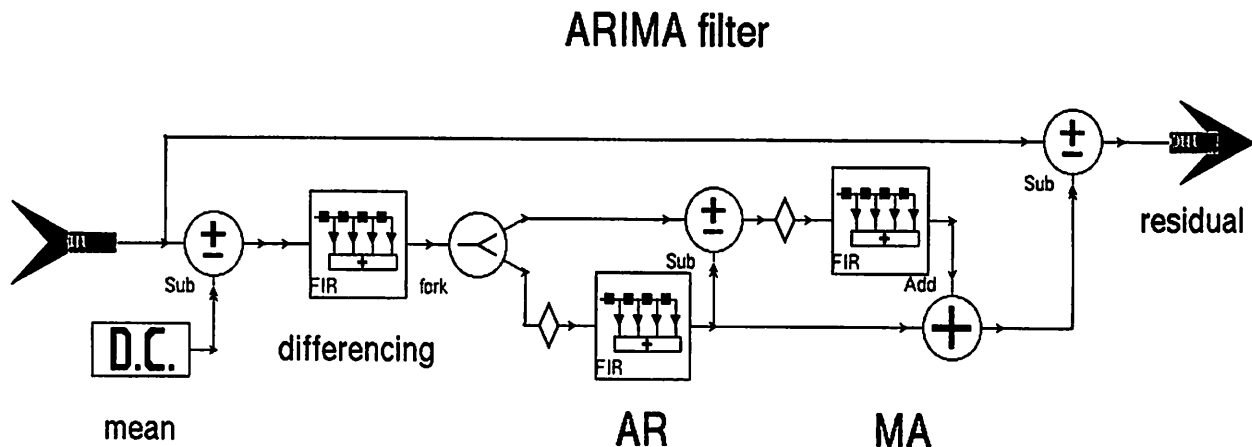 ARIMA filter
Sub
residual
Sub
FIR
fork
Sub
FIR
Add
D.C.
differencing
FIR
mean
AR
MA